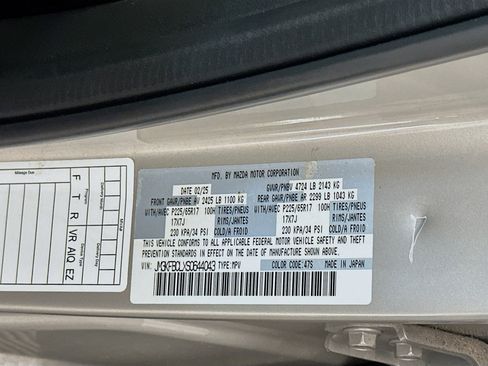 MFD. BY MAZDA MOTOR CORPORATION
DATE 02/25 GVWR/PNBV 4724 LB 2143 KG
FRONT GAWR/PNBE AV 2425 LB 1100 KG REAR GAWR/PNBE AR 2299 LB 1043 KG
WITH/AVEC P225/65R17 100H TIRES/PNEUS WITH/AVEC P225/65R17 100H TIRES/PNEUS
17X7J RIMS/JANTES 17X7J RIMS/JANTES
230 KPA/34 PSI COLD/A FROID 230 KPA/34 PSI COLD/A FROID
THIS VEHICLE CONFORMS TO ALL APPLICABLE FEDERAL MOTOR VEHICLE SAFETY AND THEFT
PREVENTION STANDARDS IN EFFECT ON THE DATE OF MANUFACTURE SHOWN ABOVE.
TYPE:MPV COLOR CODE:47S MADE IN JAPAN
Mileage Due
F T R VR AIO EZ
Program